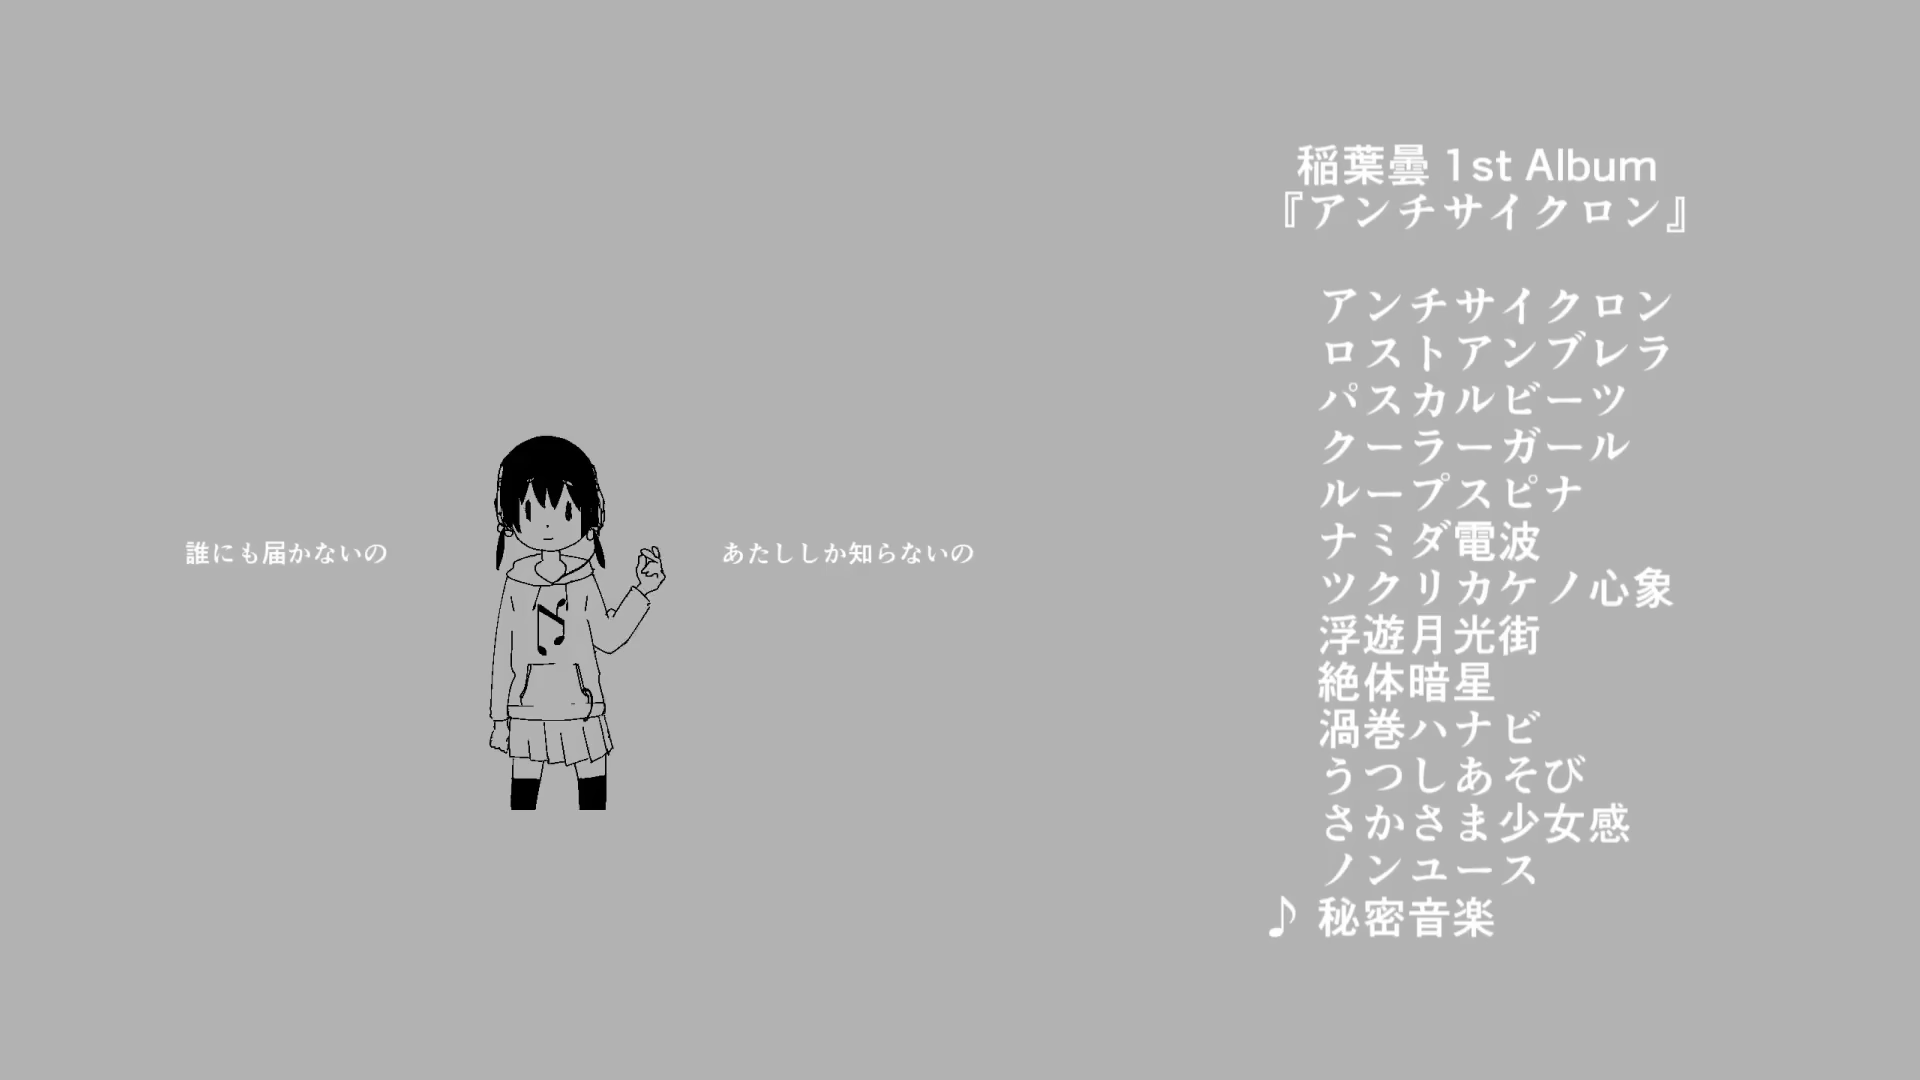 誰にも届かないの
あたししか知らないの
稲葉曇 1st Album
『アンチサイクロン』
アンチサイクロン
ロストアンブレラ
パスカルビーツ
クーラーガール
ループスピナ
ナミダ電波
ツクリカケノ心象
浮遊月光街
絶体暗星
渦巻ハナビ
うつしあそび
さかさま少女感
ノンユース
♪ 秘密音楽